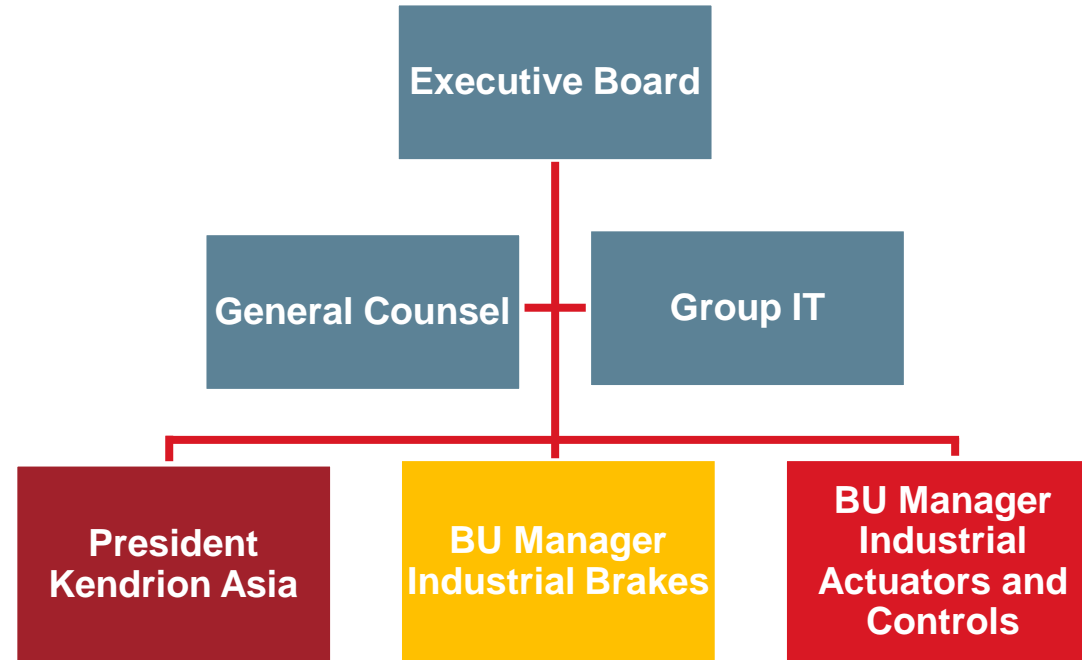 Executive Board
General Counsel
Group IT
President
Kendrion Asia
BU Manager
Industrial Brakes
BU Manager
Industrial
Actuators and
Controls